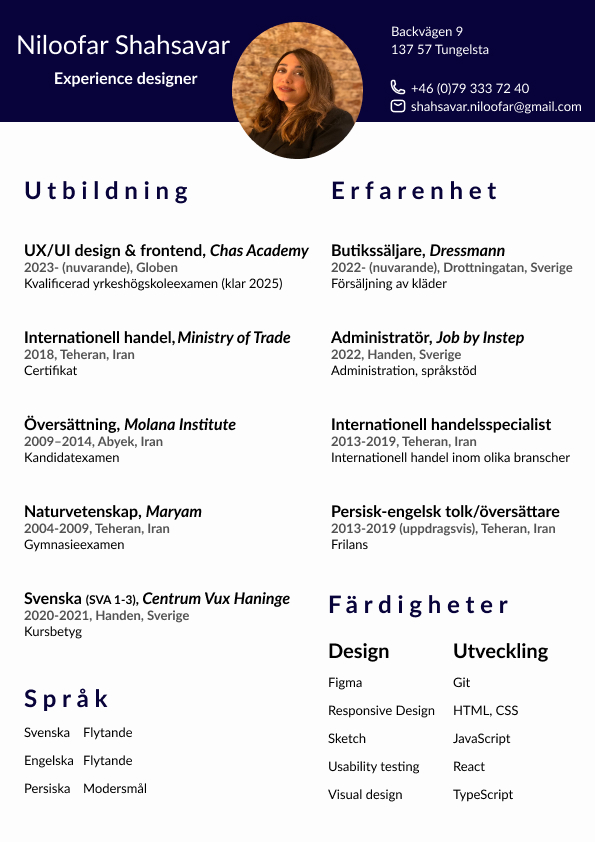 Niloofar Shahsavar
Experience designer
Backvägen 9
137 57 Tungelsta
+46 (0)79 333 72 40
shahsavar.niloofar@gmail.com
Utbildning
UX/UI design & frontend, Chas Academy
2023- (nuvarande), Globen
Kvalificerad yrkeshögskoleexamen (klar 2025)
Internationell handel, Ministry of Trade
2018, Teheran, Iran
Certifikat
Översättning, Molana Institute
2009–2014, Abyek, Iran
Kandidatexamen
Naturvetenskap, Maryam
2004-2009, Teheran, Iran
Gymnasieexamen
Svenska (SVA 1-3), Centrum Vux Haninge
2020-2021, Handen, Sverige
Kursbetyg
Språk
Svenska Flytande
Engelska Flytande
Persiska Modersmål
Erfarenhet
Butikssäljare, Dressmann
2022- (nuvarande), Drottningatan, Sverige
Försäljning av kläder
Administratör, Job by Instep
2022, Handen, Sverige
Administration, språkstöd
Internationell handelsspecialist
2013-2019, Teheran, Iran
Internationell handel inom olika branscher
Persisk-engelsk tolk/översättare
2013-2019 (uppdragsvis), Teheran, Iran
Frilans
Färdigheter
Design Utveckling
Figma Git
Responsive Design HTML, CSS
Sketch JavaScript
Usability testing React
Visual design TypeScript